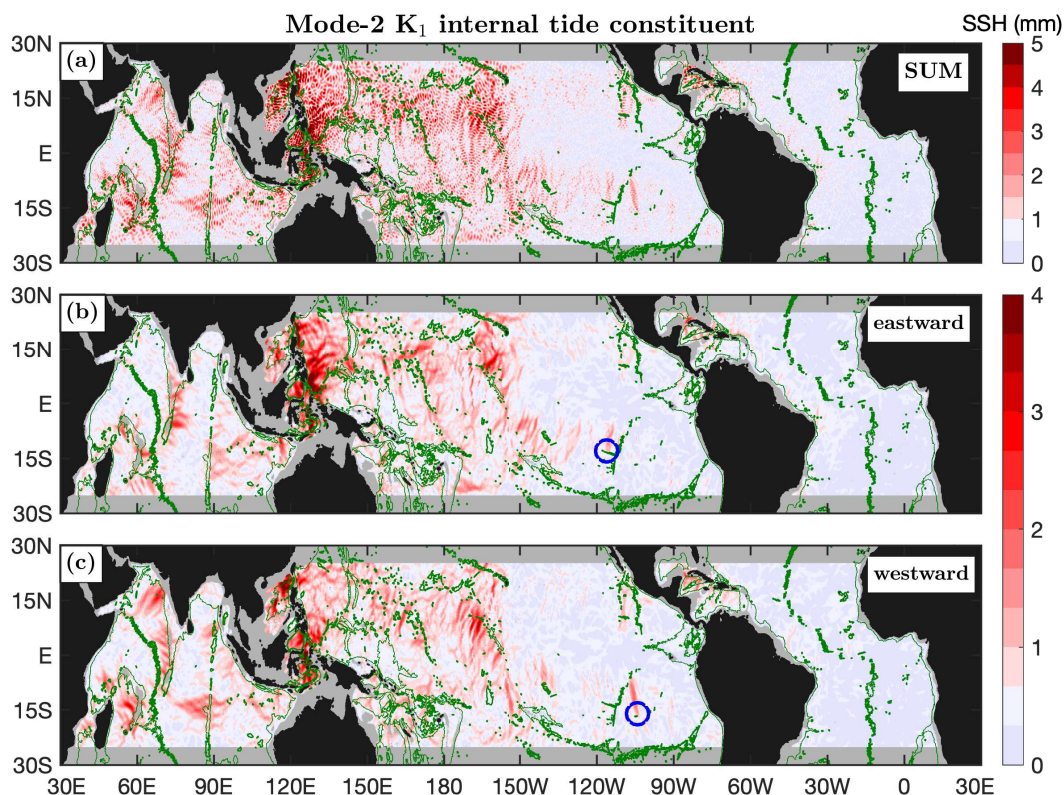 Mode-2 K₁ internal tide constituent
SSH (mm)
(a)
SUM
30N
15N
E
15S
30S
5
4
3
2
1
0
(b)
eastward
30N
15N
E
15S
30S
4
3
2
1
0
(c)
westward
30N
15N
E
15S
30S
30E
60E
90E
120E
150E
180
150W
120W
90W
60W
30W
0
30E